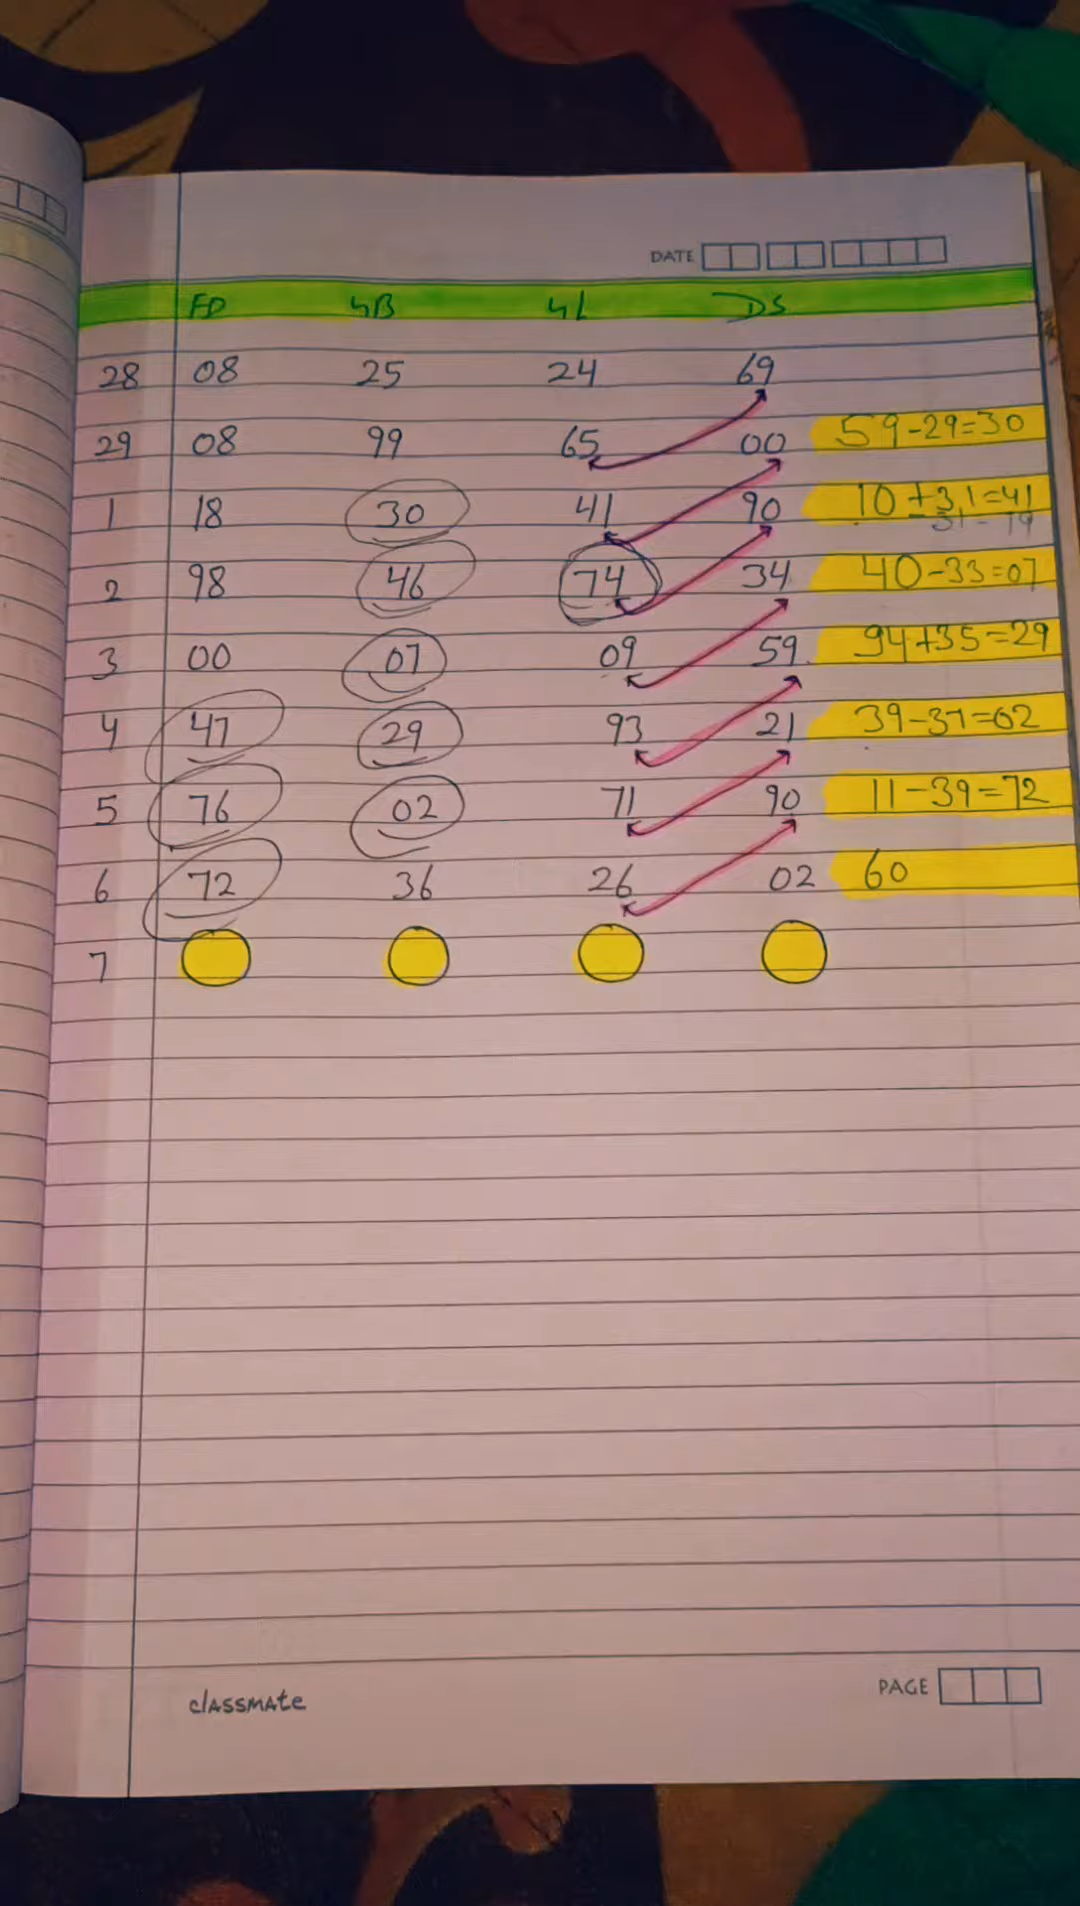 DATE
FD GB GL DS
28 08 25 24 69
29 08 99 65 00 59-29=30
1 18 30 41 90 10+31=41
2 98 46 74 34 40-33=07
3 00 07 09 59 94+35=29
4 47 29 93 21 39-37=02
5 76 02 71 90 11-39=72
6 72 36 26 02 60
7
classmate
PAGE